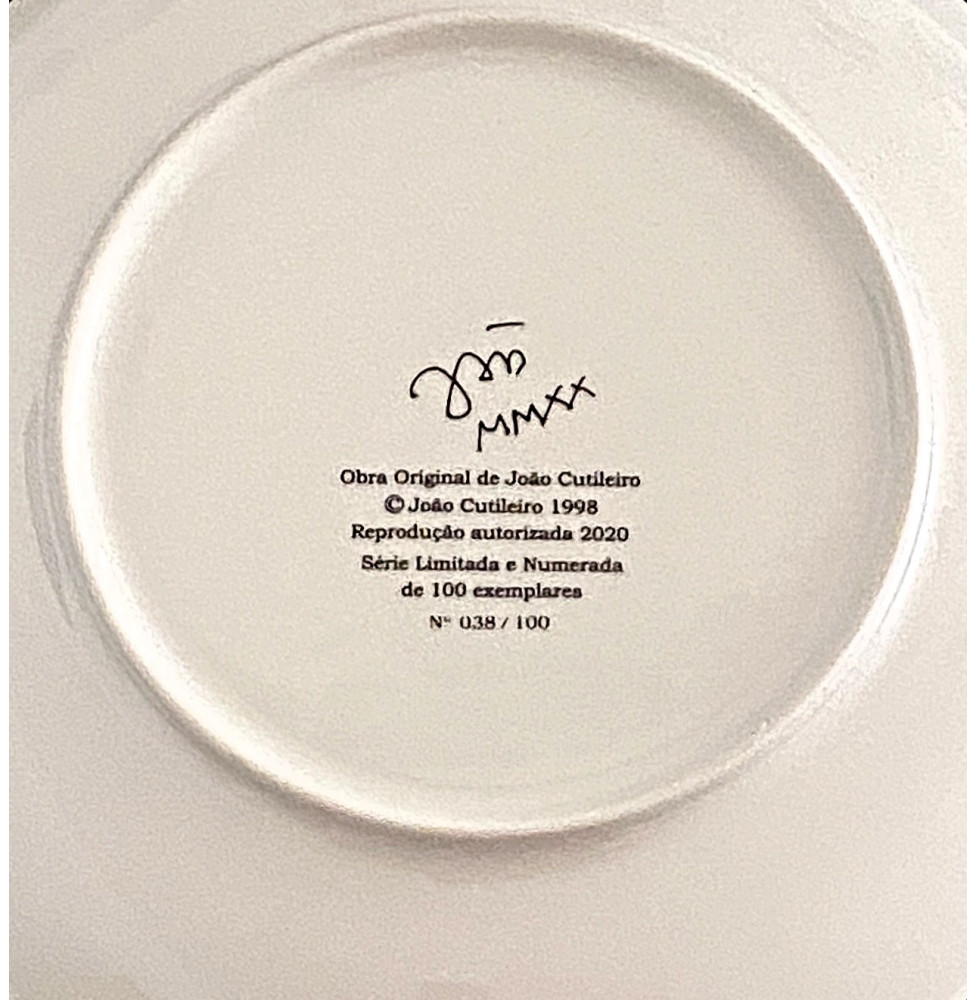 João
MMXX
Obra Original de João Cutileiro
© João Cutileiro 1998
Reprodução autorizada 2020
Série Limitada e Numerada
de 100 exemplares
Nº 038 / 100